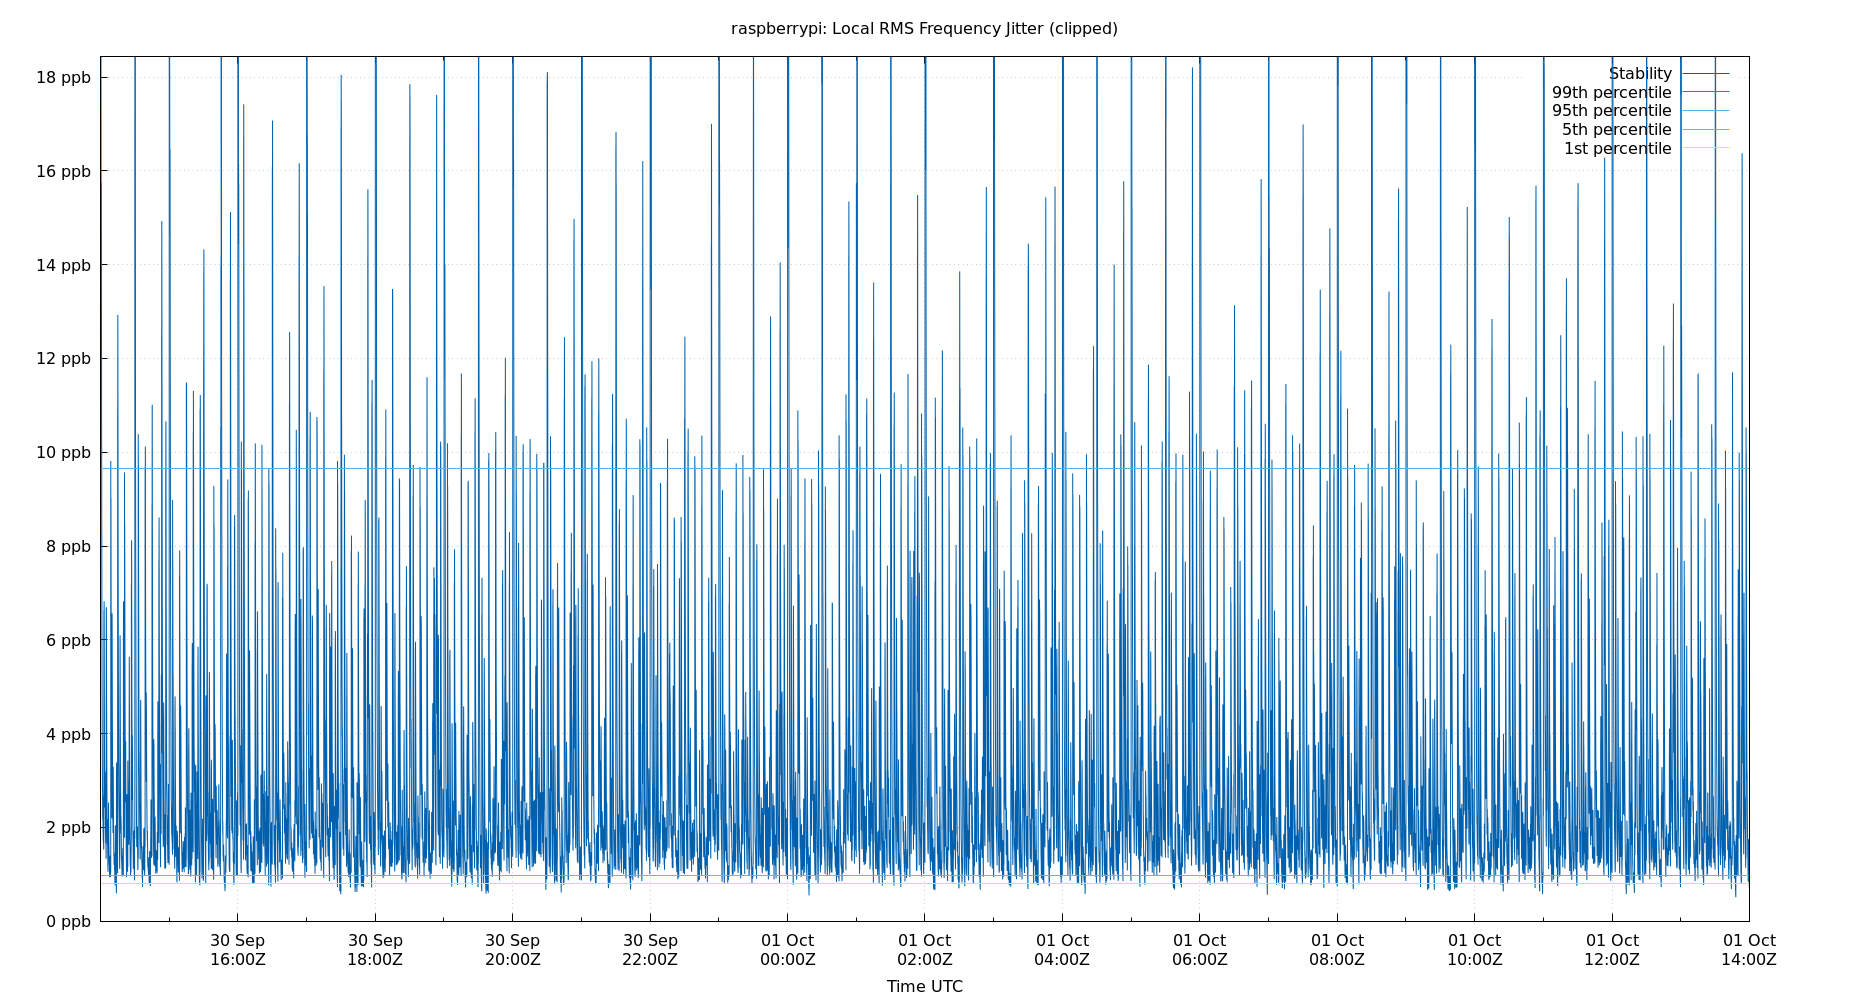 raspberrypi: Local RMS Frequency Jitter (clipped)
18 ppb
16 ppb
14 ppb
12 ppb
10 ppb
8 ppb
6 ppb
4 ppb
2 ppb
0 ppb
Stability
99th percentile
95th percentile
5th percentile
1st percentile
30 Sep
16:00Z
30 Sep
18:00Z
30 Sep
20:00Z
30 Sep
22:00Z
01 Oct
00:00Z
01 Oct
02:00Z
01 Oct
04:00Z
01 Oct
06:00Z
01 Oct
08:00Z
01 Oct
10:00Z
01 Oct
12:00Z
01 Oct
14:00Z
Time UTC